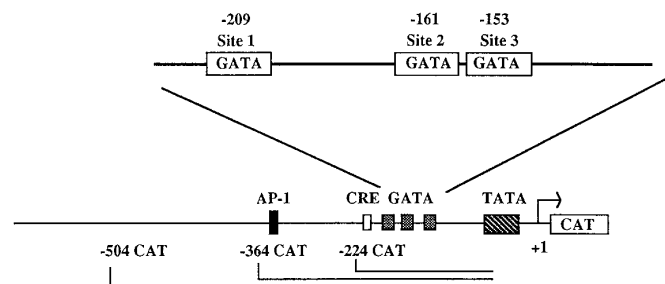 -209 -161 -153
Site 1 Site 2 Site 3
GATA GATA GATA
AP-1 CRE GATA TATA
CAT
+1
-504 CAT -364 CAT -224 CAT